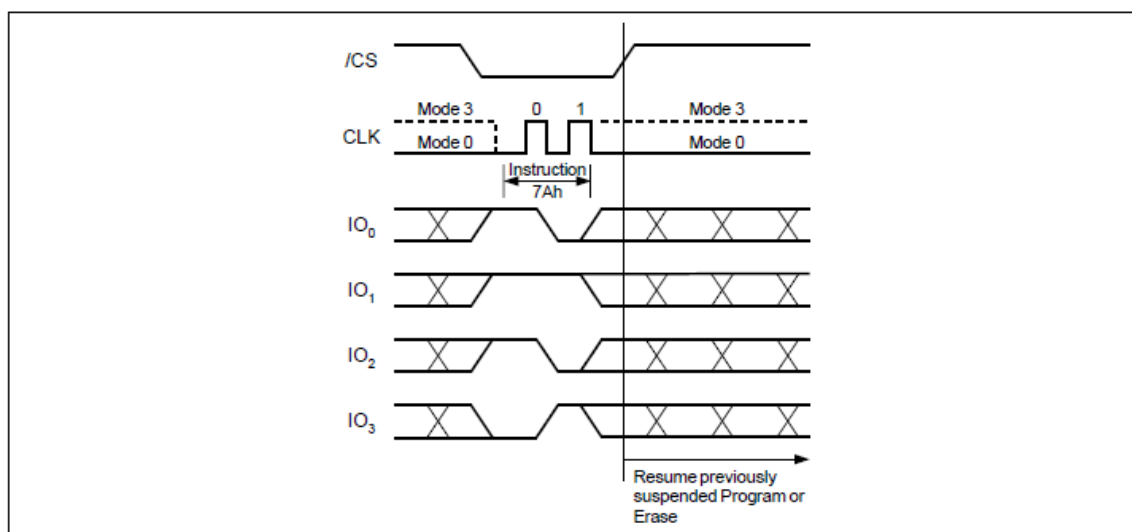 /CS
Mode 3 0 1 Mode 3
CLK
Mode 0 Mode 0
Instruction
7Ah
IO0
IO1
IO2
IO3
Resume previously
suspended Program or
Erase